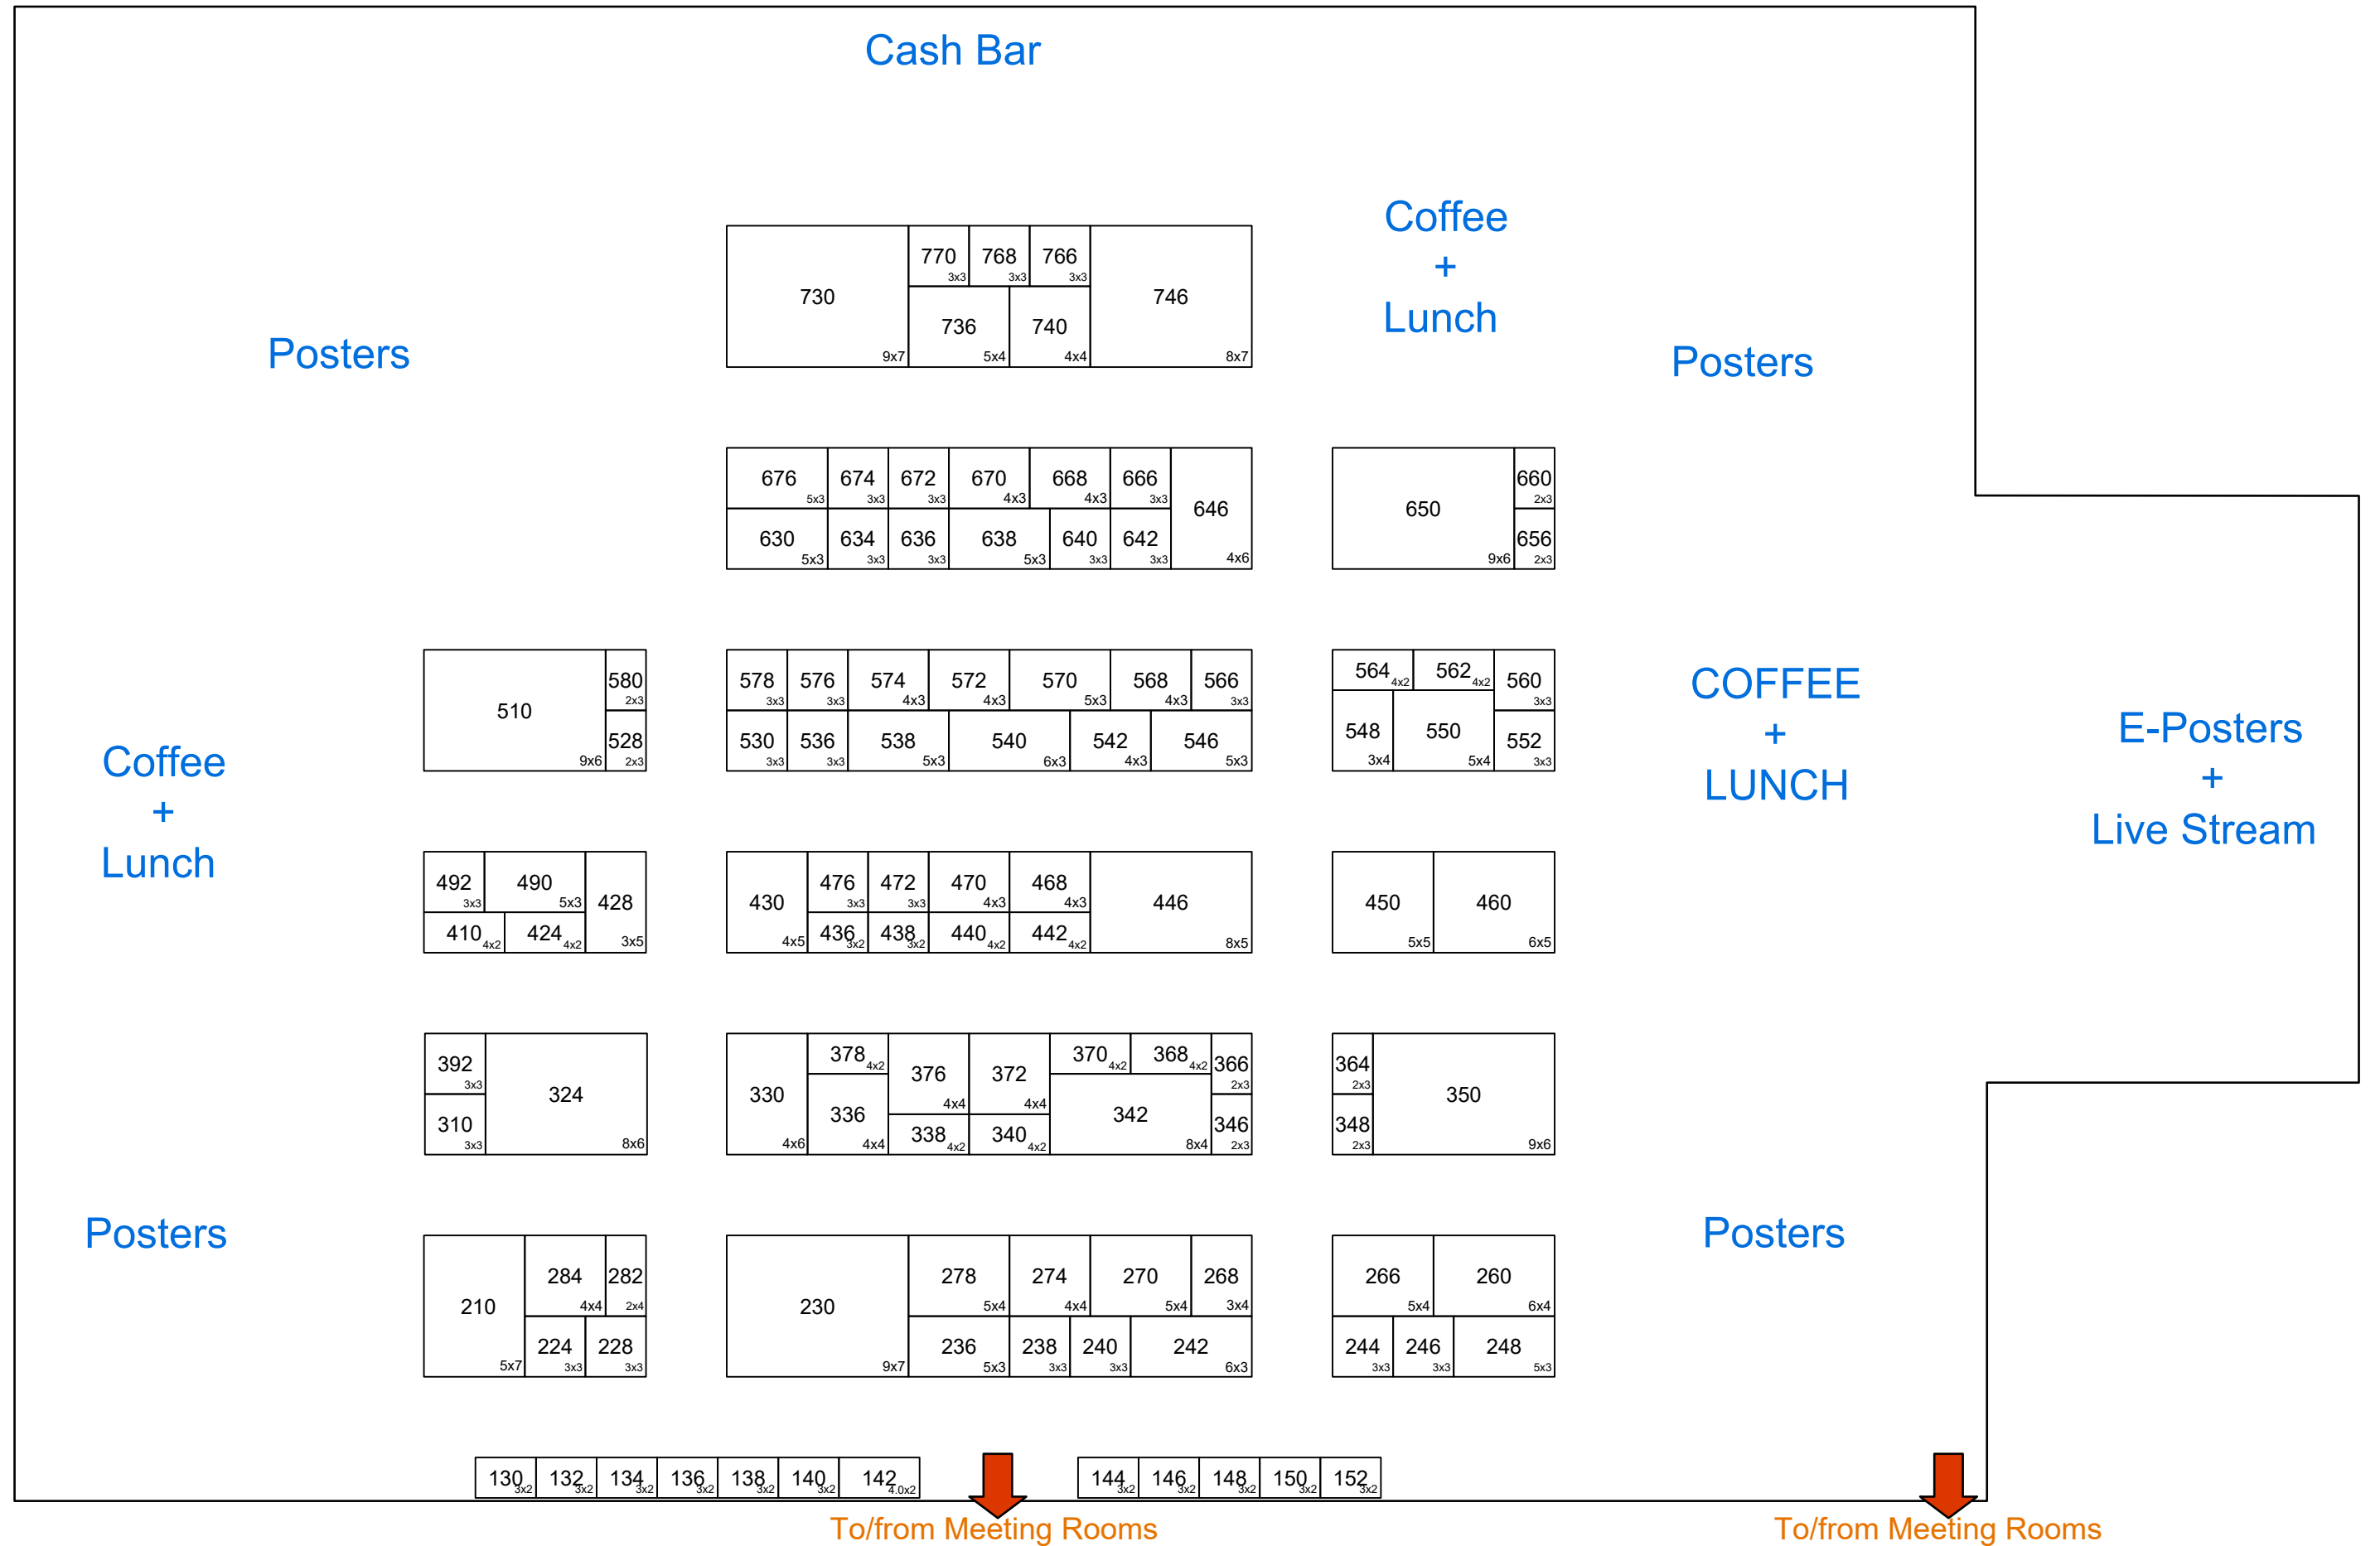 Cash Bar
Coffee
+
Lunch
770 3x3 768 3x3 766 3x3
730 9x7 736 5x4 740 4x4 746 8x7
Posters
Posters
676 5x3 674 3x3 672 3x3 670 4x3 668 4x3 666 3x3
646 4x6
630 5x3 634 3x3 636 3x3 638 5x3 640 3x3 642 3x3
650 9x6 660 2x3
656 2x3
510 9x6 580 2x3
528 2x3
578 3x3 576 3x3 574 4x3 572 4x3 570 5x3 568 4x3 566 3x3
530 3x3 536 3x3 538 5x3 540 6x3 542 4x3 546 5x3
564 4x2 562 4x2 560 3x3
548 3x4 550 5x4 552 3x3
COFFEE
+
LUNCH
E-Posters
+
Live Stream
Coffee
+
Lunch
492 3x3 490 5x3 428 3x5
410 4x2 424 4x2
430 4x5 476 3x3 472 3x3 470 4x3 468 4x3 446 8x5
436 3x2 438 3x2 440 4x2 442 4x2
450 5x5 460 6x5
392 3x3 324 8x6
310 3x3
330 4x6 378 4x2 376 4x4 372 4x4 370 4x2 368 4x2 366 2x3
336 4x4 338 4x2 340 4x2 342 8x4 346 2x3
364 2x3 350 9x6
348 2x3
Posters
Posters
210 5x7 284 4x4 282 2x4
224 3x3 228 3x3
230 9x7 278 5x4 274 4x4 270 5x4 268 3x4
236 5x3 238 3x3 240 3x3 242 6x3
266 5x4 260 6x4
244 3x3 246 3x3 248 5x3
130 3x2 132 3x2 134 3x2 136 3x2 138 3x2 140 3x2 142 4.0x2
144 3x2 146 3x2 148 3x2 150 3x2 152 3x2
To/from Meeting Rooms
To/from Meeting Rooms